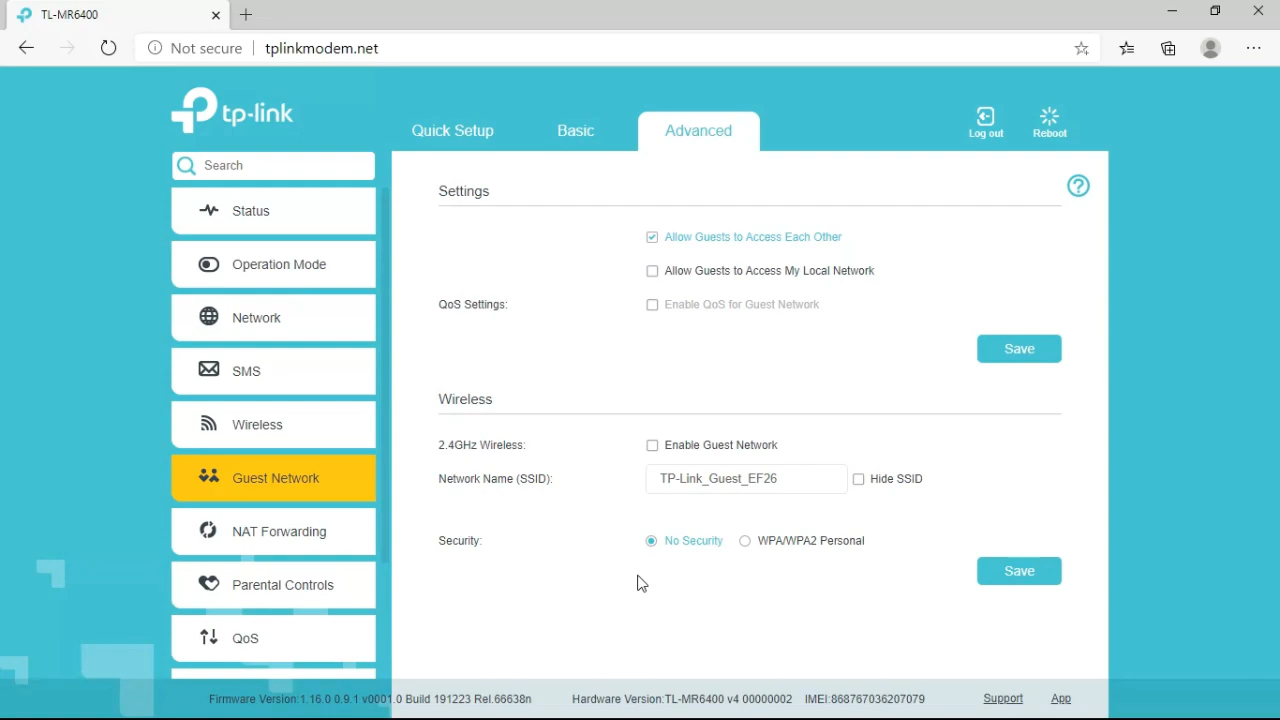 TL-MR6400
Not secure
tplinkmodem.net
tp-link
Quick Setup
Basic
Advanced
Log out
Reboot
Search
Status
Operation Mode
Network
SMS
Wireless
Guest Network
NAT Forwarding
Parental Controls
QoS
Settings
Allow Guests to Access Each Other
Allow Guests to Access My Local Network
QoS Settings: Enable QoS for Guest Network
Save
Wireless
2.4GHz Wireless: Enable Guest Network
Network Name (SSID): TP-Link_Guest_EF26 Hide SSID
Security: No Security WPA/WPA2 Personal
Save
Firmware Version:1.16.0 0.9.1 v0001.0 Build 191223 Rel.66638n Hardware Version:TL-MR6400 v4 00000002 IMEI:868767036207079 Support App